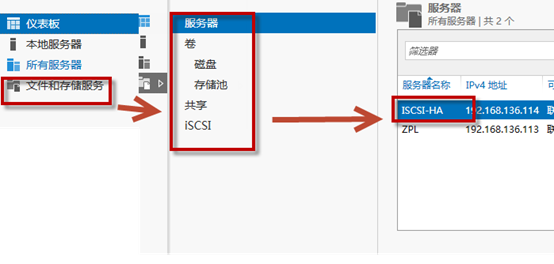 仪表板
本地服务器
所有服务器
文件和存储服务
服务器
卷
磁盘
存储池
共享
iSCSI
服务器
所有服务器 | 共 2 个
筛选器
服务器名称 IPv4 地址 可
ISCSI-HA 192.168.136.114 联
ZPL 192.168.136.113 联